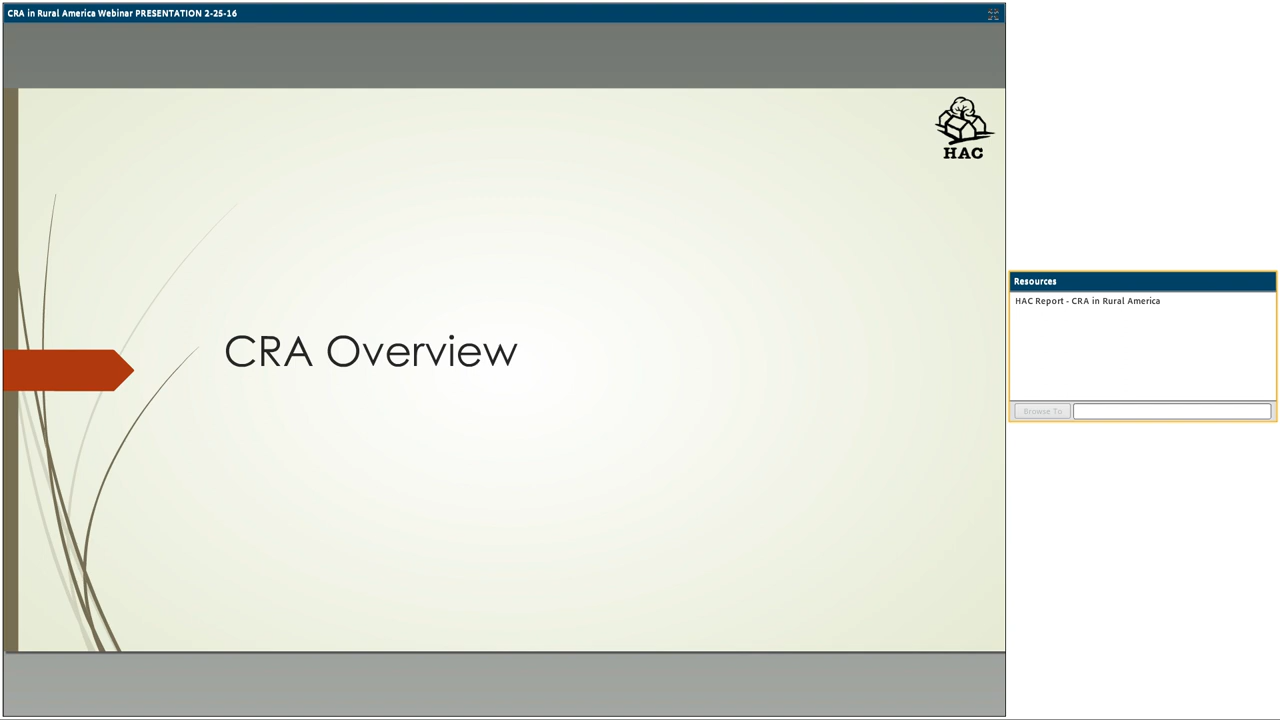 CRA in Rural America Webinar PRESENTATION 2-25-16
HAC
CRA Overview
Resources
HAC Report - CRA in Rural America
Browse To